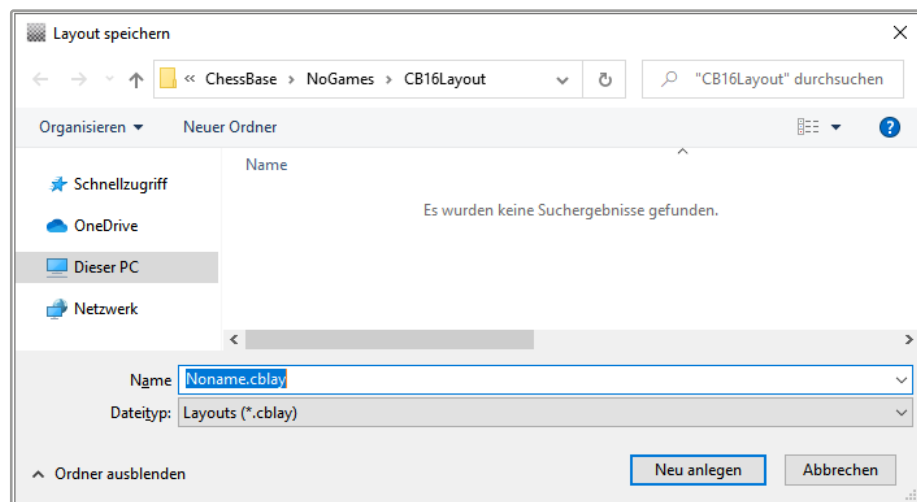 Layout speichern
« ChessBase › NoGames › CB16Layout
"CB16Layout" durchsuchen
Organisieren
Neuer Ordner
?
Name
Schnellzugriff
Es wurden keine Suchergebnisse gefunden.
OneDrive
Dieser PC
Netzwerk
Name Noname.cblay
Dateityp: Layouts (*.cblay)
Ordner ausblenden
Neu anlegen
Abbrechen